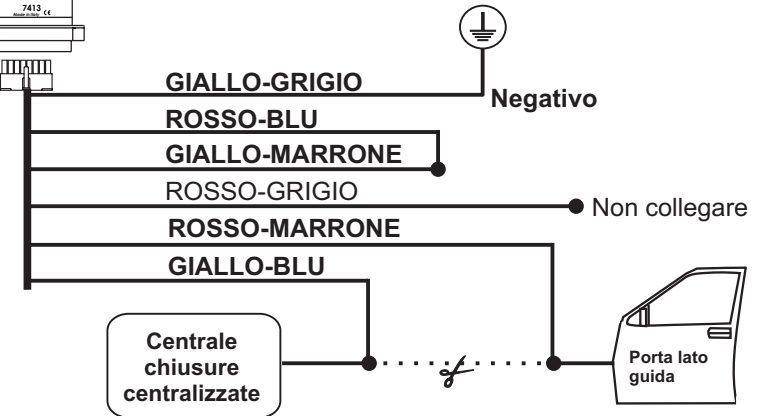 7413
Made in Italy CE
GIALLO-GRIGIO
Negativo
ROSSO-BLU
GIALLO-MARRONE
ROSSO-GRIGIO
Non collegare
ROSSO-MARRONE
GIALLO-BLU
Centrale
chiusure
centralizzate
Porta lato
guida